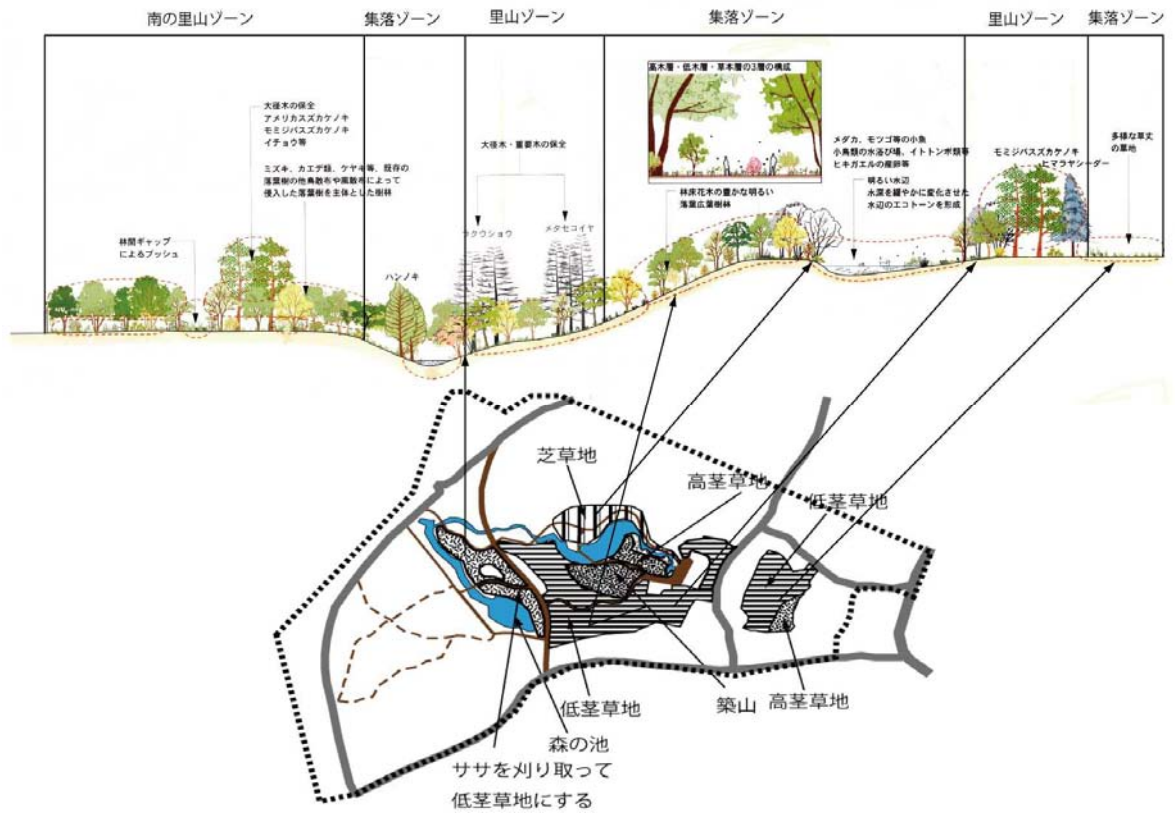 南の里山ゾーン
集落ゾーン
里山ゾーン
集落ゾーン
里山ゾーン
集落ゾーン
高木層・低木層・草本層の3層の構成
大径木の保全
アメリカスズカケノキ
モミジバスズカケノキ
イチョウ等
ミズキ、カエデ類、ケヤキ等、既存の
落葉樹の他鳥散布や風散布によって
侵入した落葉樹を主体とした樹林
林間ギャップ
によるブッシュ
ハンノキ
大径木・重要木の保全
ラクウショウ
メタセコイヤ
林床花木の豊かな明るい
落葉広葉樹林
メダカ、モツゴ等の小魚
小鳥類の水浴び場、イトトンボ類等
ヒキガエルの産卵等
明るい水辺
水深を緩やかに変化させた
水辺のエコトーンを形成
モミジバスズカケノキ
ヒマラヤシーダー
多様な草丈
の草地
芝草地
高茎草地
低茎草地
低茎草地
築山
高茎草地
森の池
ササを刈り取って
低茎草地にする